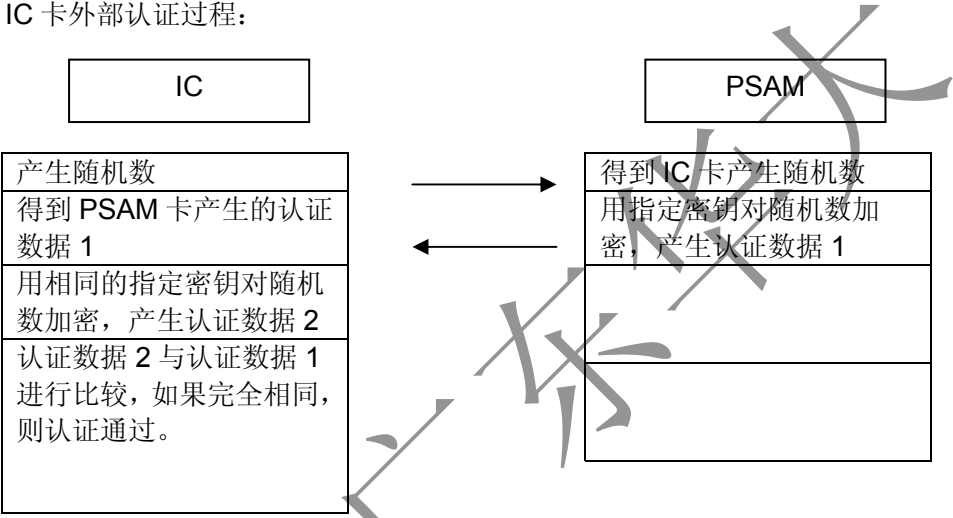 IC 卡外部认证过程：
IC
PSAM
产生随机数
得到 PSAM 卡产生的认证
数据 1
用相同的指定密钥对随机
数加密，产生认证数据 2
认证数据 2 与认证数据 1
进行比较，如果完全相同，
则认证通过。
得到 IC 卡产生随机数
用指定密钥对随机数加
密，产生认证数据 1